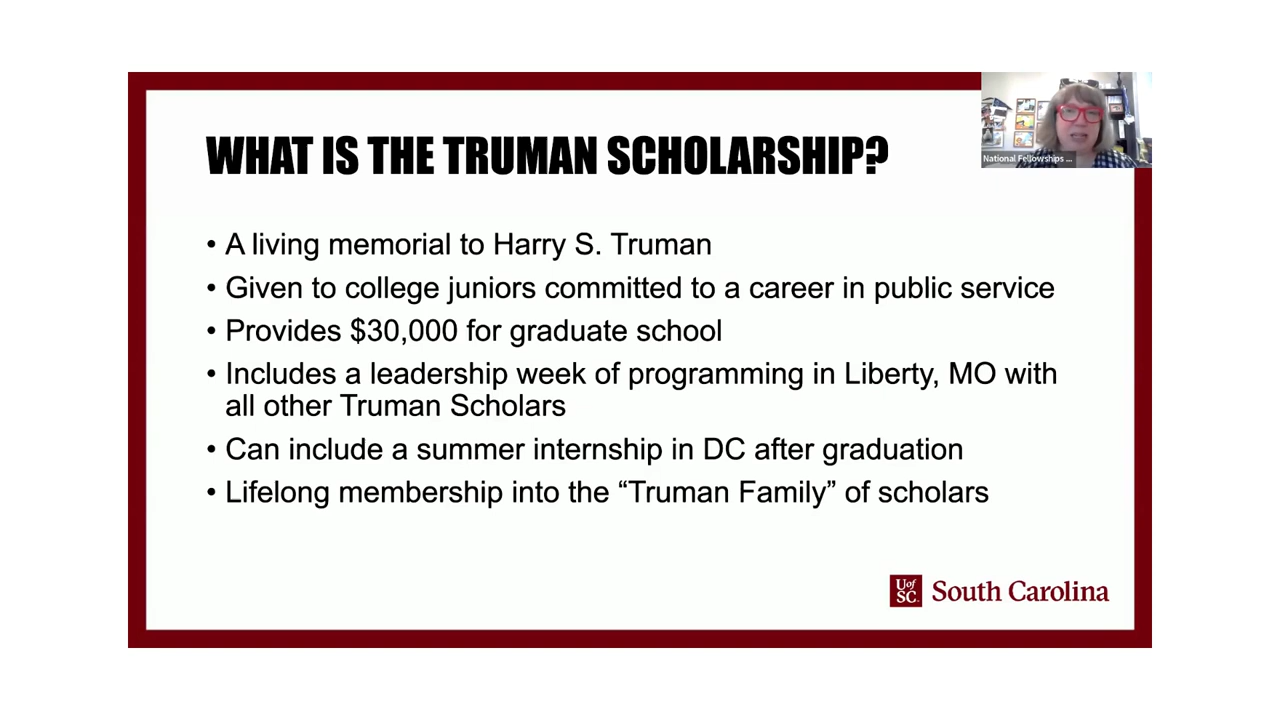 WHAT IS THE TRUMAN SCHOLARSHIP?
National Fellowships ...
• A living memorial to Harry S. Truman
• Given to college juniors committed to a career in public service
• Provides $30,000 for graduate school
• Includes a leadership week of programming in Liberty, MO with
all other Truman Scholars
• Can include a summer internship in DC after graduation
• Lifelong membership into the “Truman Family” of scholars
UofSC South Carolina